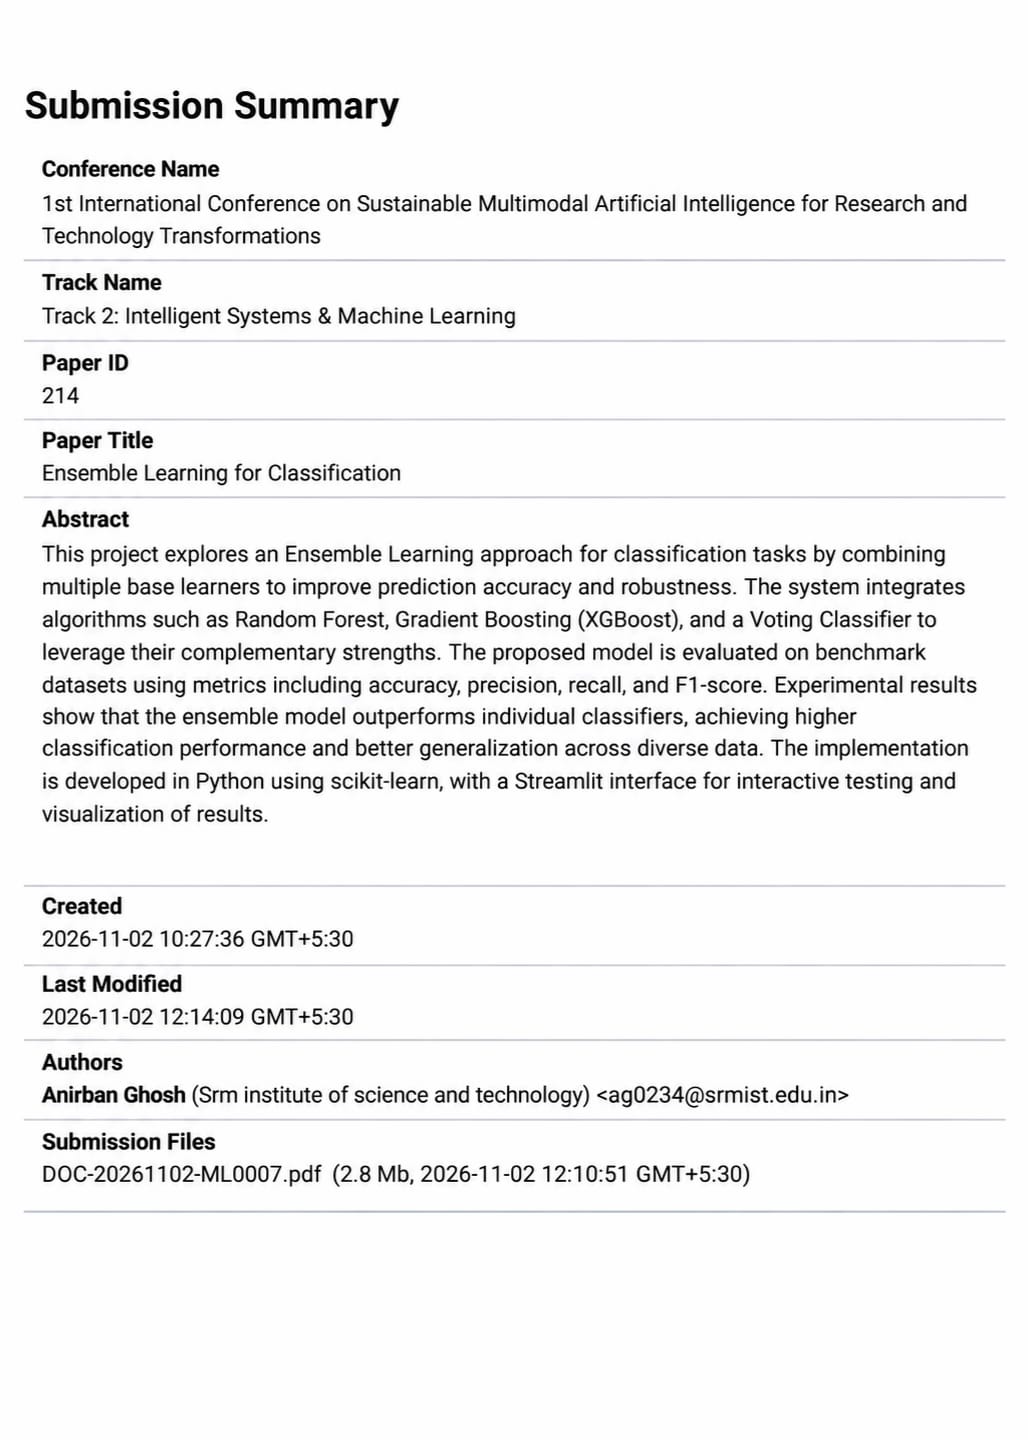 Submission Summary
Conference Name
1st International Conference on Sustainable Multimodal Artificial Intelligence for Research and
Technology Transformations
Track Name
Track 2: Intelligent Systems & Machine Learning
Paper ID
214
Paper Title
Ensemble Learning for Classification
Abstract
This project explores an Ensemble Learning approach for classification tasks by combining
multiple base learners to improve prediction accuracy and robustness. The system integrates
algorithms such as Random Forest, Gradient Boosting (XGBoost), and a Voting Classifier to
leverage their complementary strengths. The proposed model is evaluated on benchmark
datasets using metrics including accuracy, precision, recall, and F1-score. Experimental results
show that the ensemble model outperforms individual classifiers, achieving higher
classification performance and better generalization across diverse data. The implementation
is developed in Python using scikit-learn, with a Streamlit interface for interactive testing and
visualization of results.
Created
2026-11-02 10:27:36 GMT+5:30
Last Modified
2026-11-02 12:14:09 GMT+5:30
Authors
Anirban Ghosh (Srm institute of science and technology) <ag0234@srmist.edu.in>
Submission Files
DOC-20261102-ML0007.pdf (2.8 Mb, 2026-11-02 12:10:51 GMT+5:30)